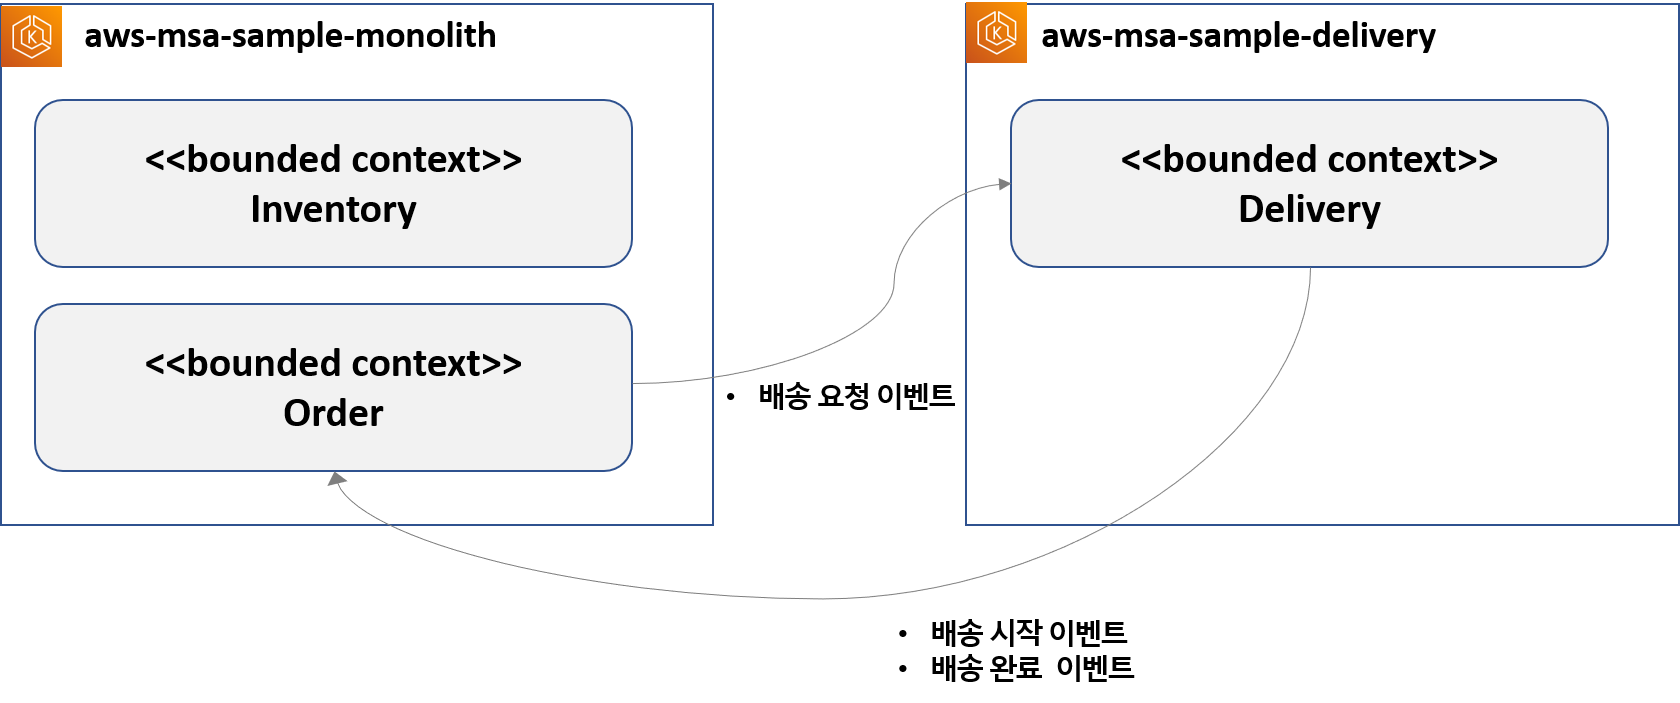 aws-msa-sample-monolith
<<bounded context>>
Inventory
<<bounded context>>
Order
• 배송 요청 이벤트
aws-msa-sample-delivery
<<bounded context>>
Delivery
• 배송 시작 이벤트
• 배송 완료 이벤트
K
K